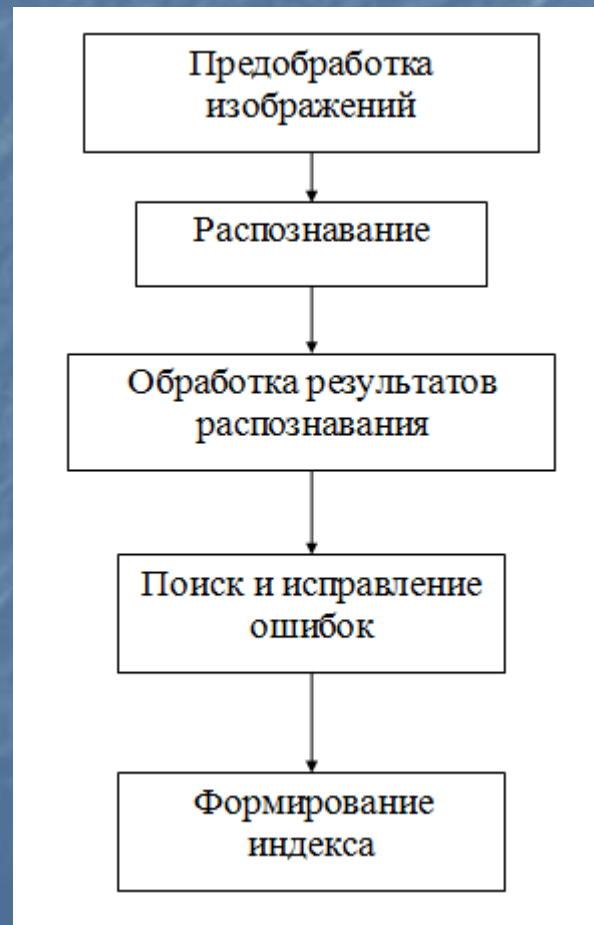 Предобработка
изображений
Распознавание
Обработка результатов
распознавания
Поиск и исправление
ошибок
Формирование
индекса